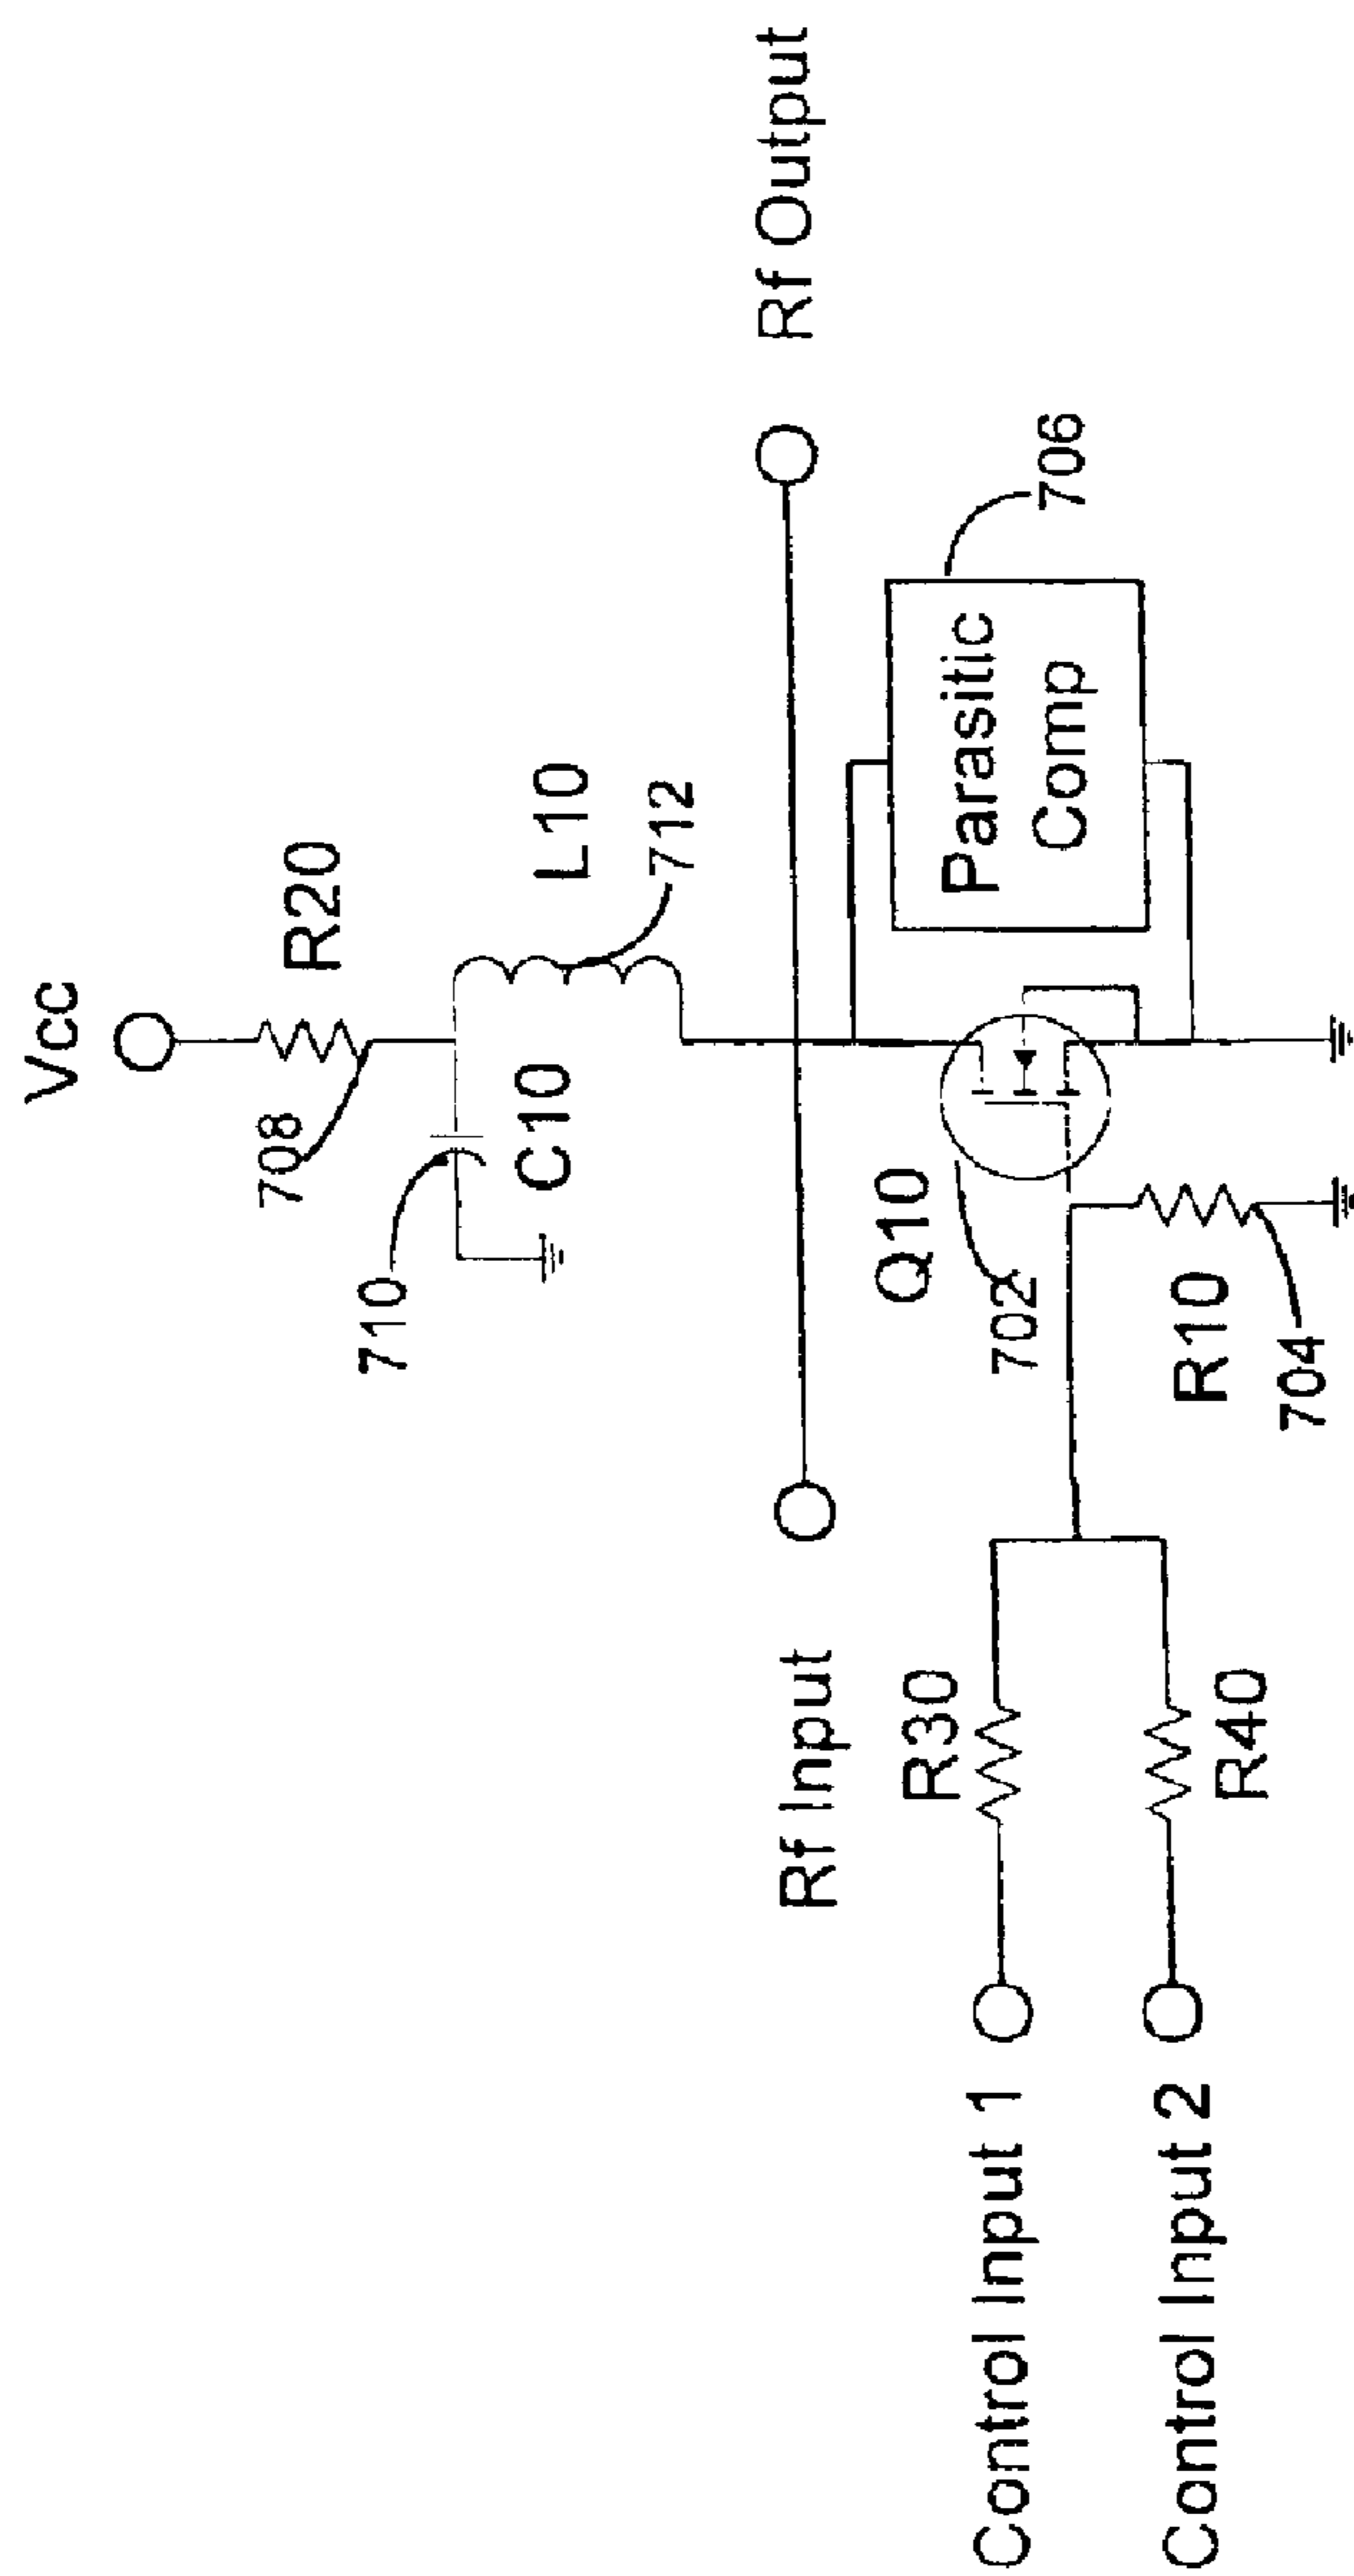 Vcc
R20
708
L10
712
710
C10
Rf Output
Rf Input
Q10
702
Parasitic
Comp
706
R30
Control Input 1
R40
Control Input 2
R10
704